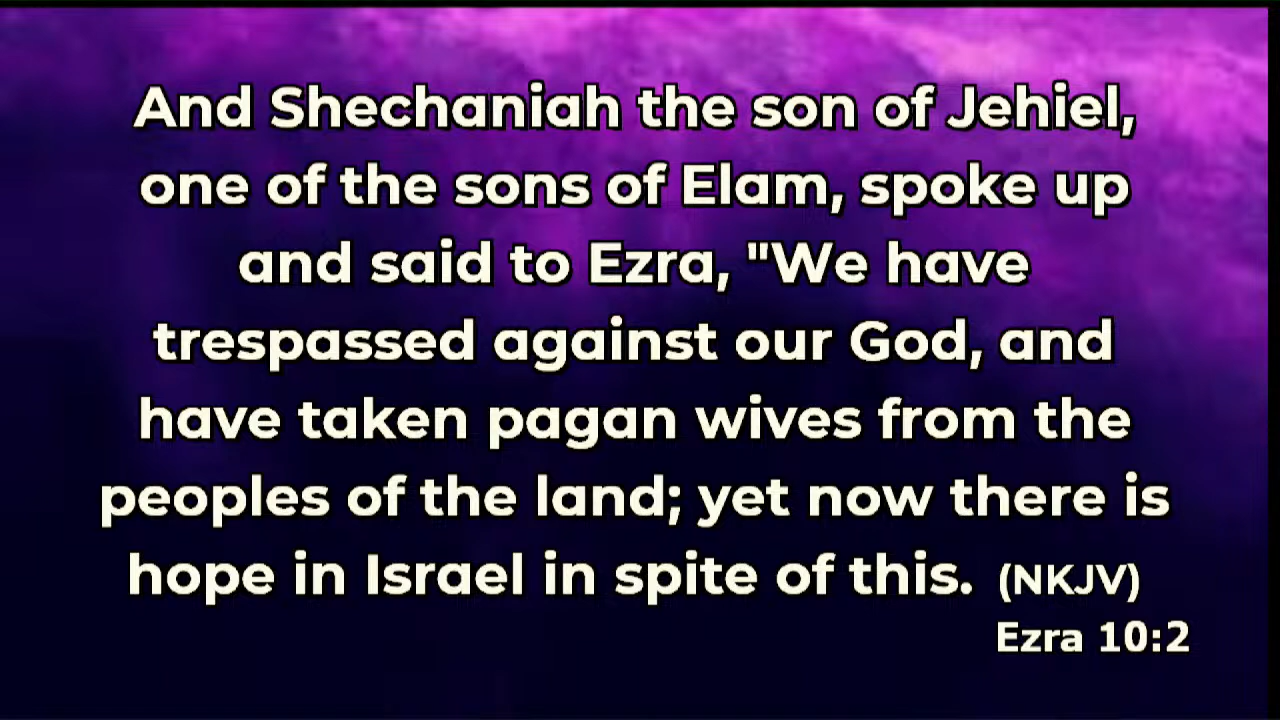 And Shechaniah the son of Jehiel,
one of the sons of Elam, spoke up
and said to Ezra, "We have
trespassed against our God, and
have taken pagan wives from the
peoples of the land; yet now there is
hope in Israel in spite of this. (NKJV)
Ezra 10:2